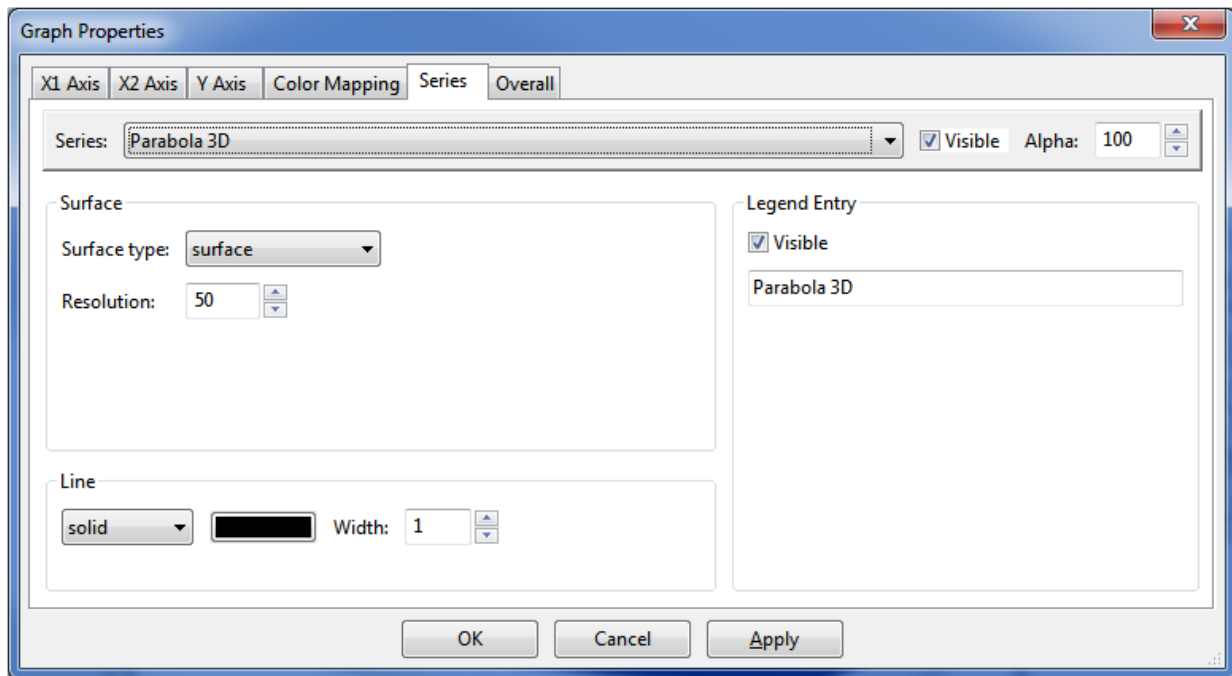 Graph Properties
X1 Axis X2 Axis Y Axis Color Mapping Series Overall
Series: Parabola 3D Visible Alpha: 100
Surface
Surface type: surface
Resolution: 50
Legend Entry
Visible
Parabola 3D
Line
solid Width: 1
OK Cancel Apply